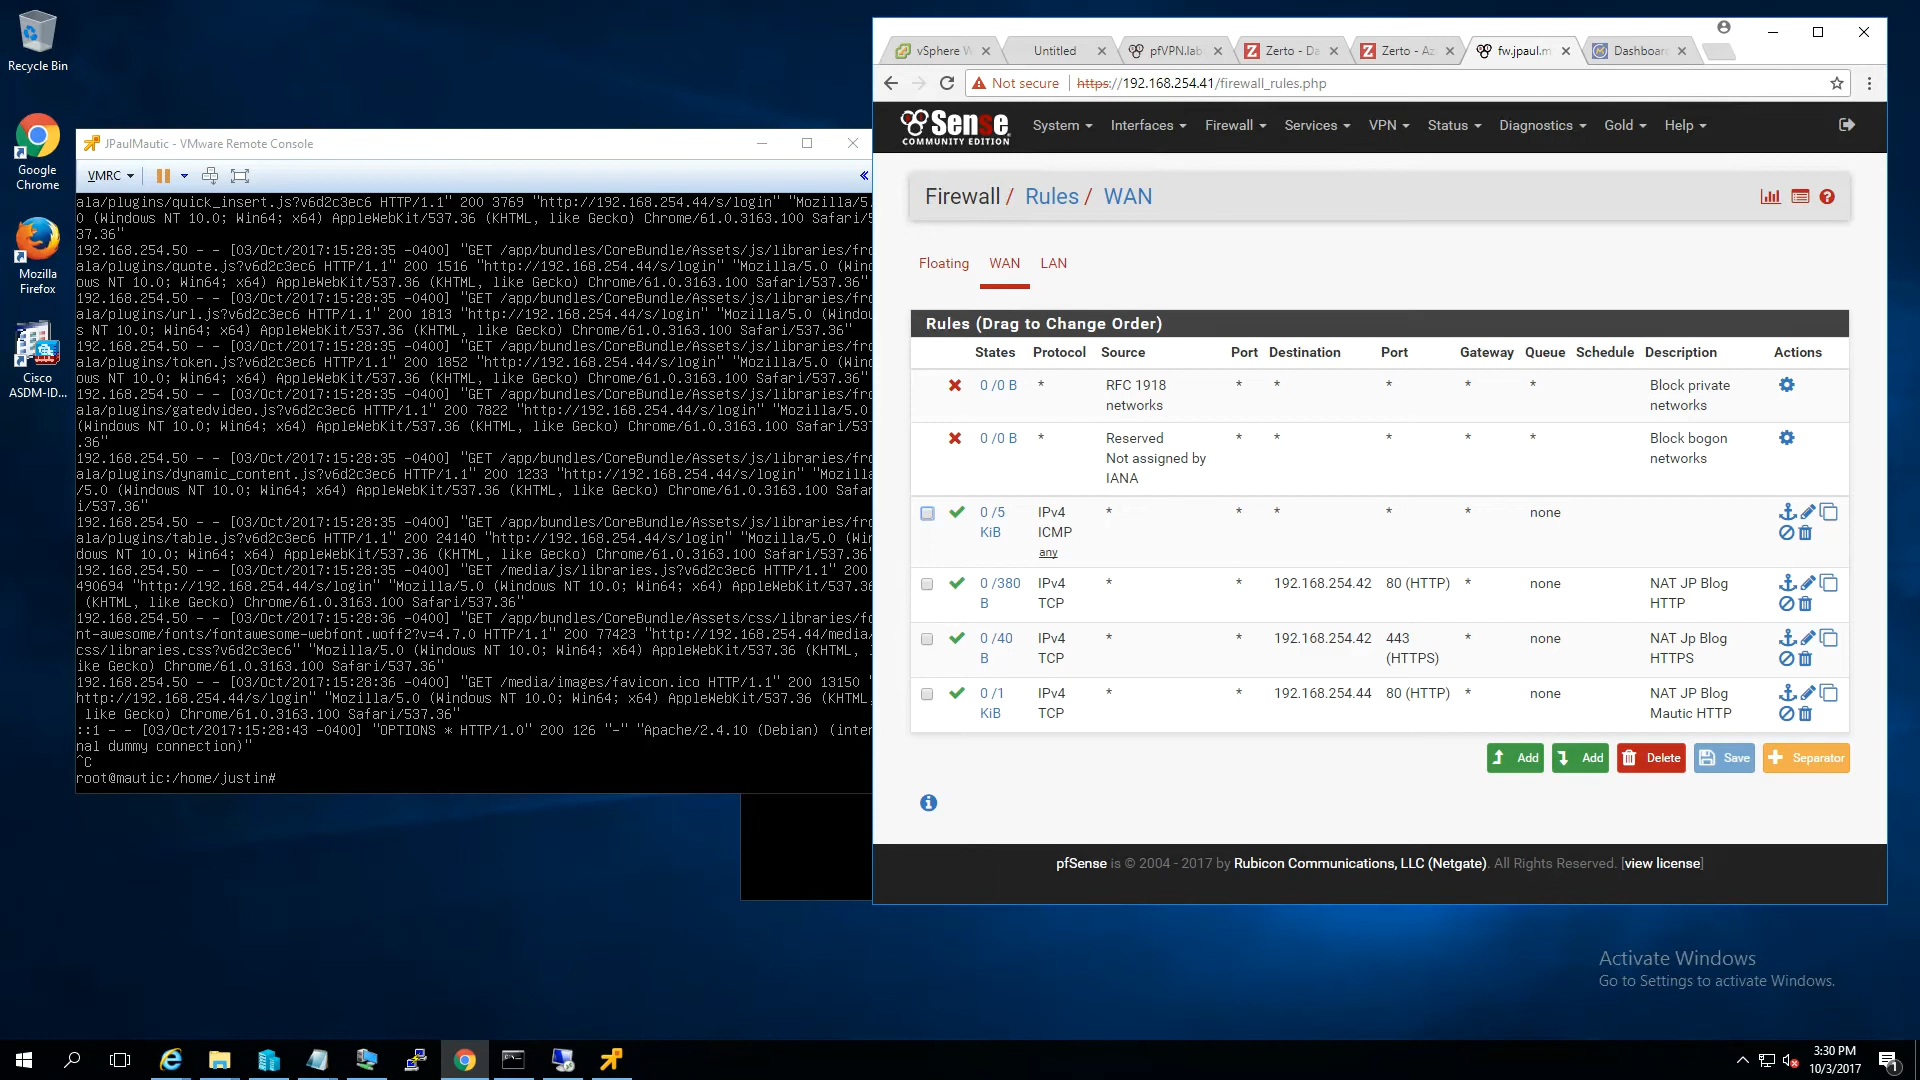 Recycle Bin
Google
Chrome
Mozilla
Firefox
Cisco
ASDM-ID...
JPaulMautic - VMware Remote Console
VMRC
ala/plugins/quick_insert.js?v6d2c3ec6 HTTP/1.1" 200 3769 "http://192.168.254.44/s/login" "Mozilla/5.
0 (Windows NT 10.0; Win64; x64) AppleWebKit/537.36 (KHTML, like Gecko) Chrome/61.0.3163.100 Safari/5
37.36"
192.168.254.50 - - [03/Oct/2017:15:28:35 -0400] "GET /app/bundles/CoreBundle/Assets/js/libraries/fro
ala/plugins/quote.js?v6d2c3ec6 HTTP/1.1" 200 1516 "http://192.168.254.44/s/login" "Mozilla/5.0 (Wind
ows NT 10.0; Win64; x64) AppleWebKit/537.36 (KHTML, like Gecko) Chrome/61.0.3163.100 Safari/537.36"
192.168.254.50 - - [03/Oct/2017:15:28:35 -0400] "GET /app/bundles/CoreBundle/Assets/js/libraries/fro
ala/plugins/url.js?v6d2c3ec6 HTTP/1.1" 200 1813 "http://192.168.254.44/s/login" "Mozilla/5.0 (Window
s NT 10.0; Win64; x64) AppleWebKit/537.36 (KHTML, like Gecko) Chrome/61.0.3163.100 Safari/537.36"
192.168.254.50 - - [03/Oct/2017:15:28:35 -0400] "GET /app/bundles/CoreBundle/Assets/js/libraries/fro
ala/plugins/token.js?v6d2c3ec6 HTTP/1.1" 200 1852 "http://192.168.254.44/s/login" "Mozilla/5.0 (Wind
ows NT 10.0; Win64; x64) AppleWebKit/537.36 (KHTML, like Gecko) Chrome/61.0.3163.100 Safari/537.36"
192.168.254.50 - - [03/Oct/2017:15:28:35 -0400] "GET /app/bundles/CoreBundle/Assets/js/libraries/fro
ala/plugins/gatedvideo.js?v6d2c3ec6 HTTP/1.1" 200 7822 "http://192.168.254.44/s/login" "Mozilla/5.0
(Windows NT 10.0; Win64; x64) AppleWebKit/537.36 (KHTML, like Gecko) Chrome/61.0.3163.100 Safari/537
.36"
192.168.254.50 - - [03/Oct/2017:15:28:35 -0400] "GET /app/bundles/CoreBundle/Assets/js/libraries/fro
ala/plugins/dynamic_content.js?v6d2c3ec6 HTTP/1.1" 200 1233 "http://192.168.254.44/s/login" "Mozilla
/5.0 (Windows NT 10.0; Win64; x64) AppleWebKit/537.36 (KHTML, like Gecko) Chrome/61.0.3163.100 Safar
i/537.36"
192.168.254.50 - - [03/Oct/2017:15:28:35 -0400] "GET /app/bundles/CoreBundle/Assets/js/libraries/fro
ala/plugins/table.js?v6d2c3ec6 HTTP/1.1" 200 24140 "http://192.168.254.44/s/login" "Mozilla/5.0 (Win
dows NT 10.0; Win64; x64) AppleWebKit/537.36 (KHTML, like Gecko) Chrome/61.0.3163.100 Safari/537.36"
192.168.254.50 - - [03/Oct/2017:15:28:35 -0400] "GET /media/js/libraries.js?v6d2c3ec6 HTTP/1.1" 200
490694 "http://192.168.254.44/s/login" "Mozilla/5.0 (Windows NT 10.0; Win64; x64) AppleWebKit/537.36
(KHTML, like Gecko) Chrome/61.0.3163.100 Safari/537.36"
192.168.254.50 - - [03/Oct/2017:15:28:36 -0400] "GET /app/bundles/CoreBundle/Assets/css/libraries/fo
nt-awesome/fonts/fontawesome-webfont.woff2?v=4.7.0 HTTP/1.1" 200 77423 "http://192.168.254.44/media/
css/libraries.css?v6d2c3ec6" "Mozilla/5.0 (Windows NT 10.0; Win64; x64) AppleWebKit/537.36 (KHTML, l
ike Gecko) Chrome/61.0.3163.100 Safari/537.36"
192.168.254.50 - - [03/Oct/2017:15:28:36 -0400] "GET /media/images/favicon.ico HTTP/1.1" 200 13150 "
http://192.168.254.44/s/login" "Mozilla/5.0 (Windows NT 10.0; Win64; x64) AppleWebKit/537.36 (KHTML,
like Gecko) Chrome/61.0.3163.100 Safari/537.36"
::1 - - [03/Oct/2017:15:28:43 -0400] "OPTIONS * HTTP/1.0" 200 126 "-" "Apache/2.4.10 (Debian) (inter
nal dummy connection)"
^C
root@mautic:/home/justin#
vSphere W Untitled pfVPN.lab Zerto - Da Zerto - Az fw.jpaul.m Dashboard
Not secure https://192.168.254.41/firewall_rules.php
Sense
COMMUNITY EDITION
System Interfaces Firewall Services VPN Status Diagnostics Gold Help
Firewall / Rules / WAN
Floating WAN LAN
Rules (Drag to Change Order)
States Protocol Source Port Destination Port Gateway Queue Schedule Description Actions
0 /0 B * RFC 1918 * * * * * Block private
networks networks
0 /0 B * Reserved * * * * * Block bogon
Not assigned by networks
IANA
0 /5 IPv4 * * * * * none
KiB ICMP
any
0 /380 IPv4 * * 192.168.254.42 80 (HTTP) * none NAT JP Blog
B TCP HTTP
0 /40 IPv4 * * 192.168.254.42 443 * none NAT Jp Blog
B TCP (HTTPS) HTTPS
0 /1 IPv4 * * 192.168.254.44 80 (HTTP) * none NAT JP Blog
KiB TCP Mautic HTTP
Add Add Delete Save Separator
pfSense is © 2004 - 2017 by Rubicon Communications, LLC (Netgate). All Rights Reserved. [view license]
Activate Windows
Go to Settings to activate Windows.
3:30 PM
10/3/2017
1